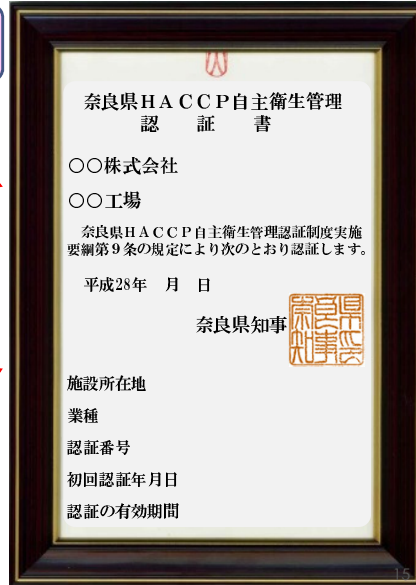 奈良県ＨＡＣＣＰ自主衛生管理
認　証　書
〇〇株式会社
〇〇工場
奈良県ＨＡＣＣＰ自主衛生管理認証制度実施
要綱第９条の規定により次のとおり認証します。
平成28年　月　日
奈良県知事
施設所在地
業種
認証番号
初回認証年月日
認証の有効期間
15